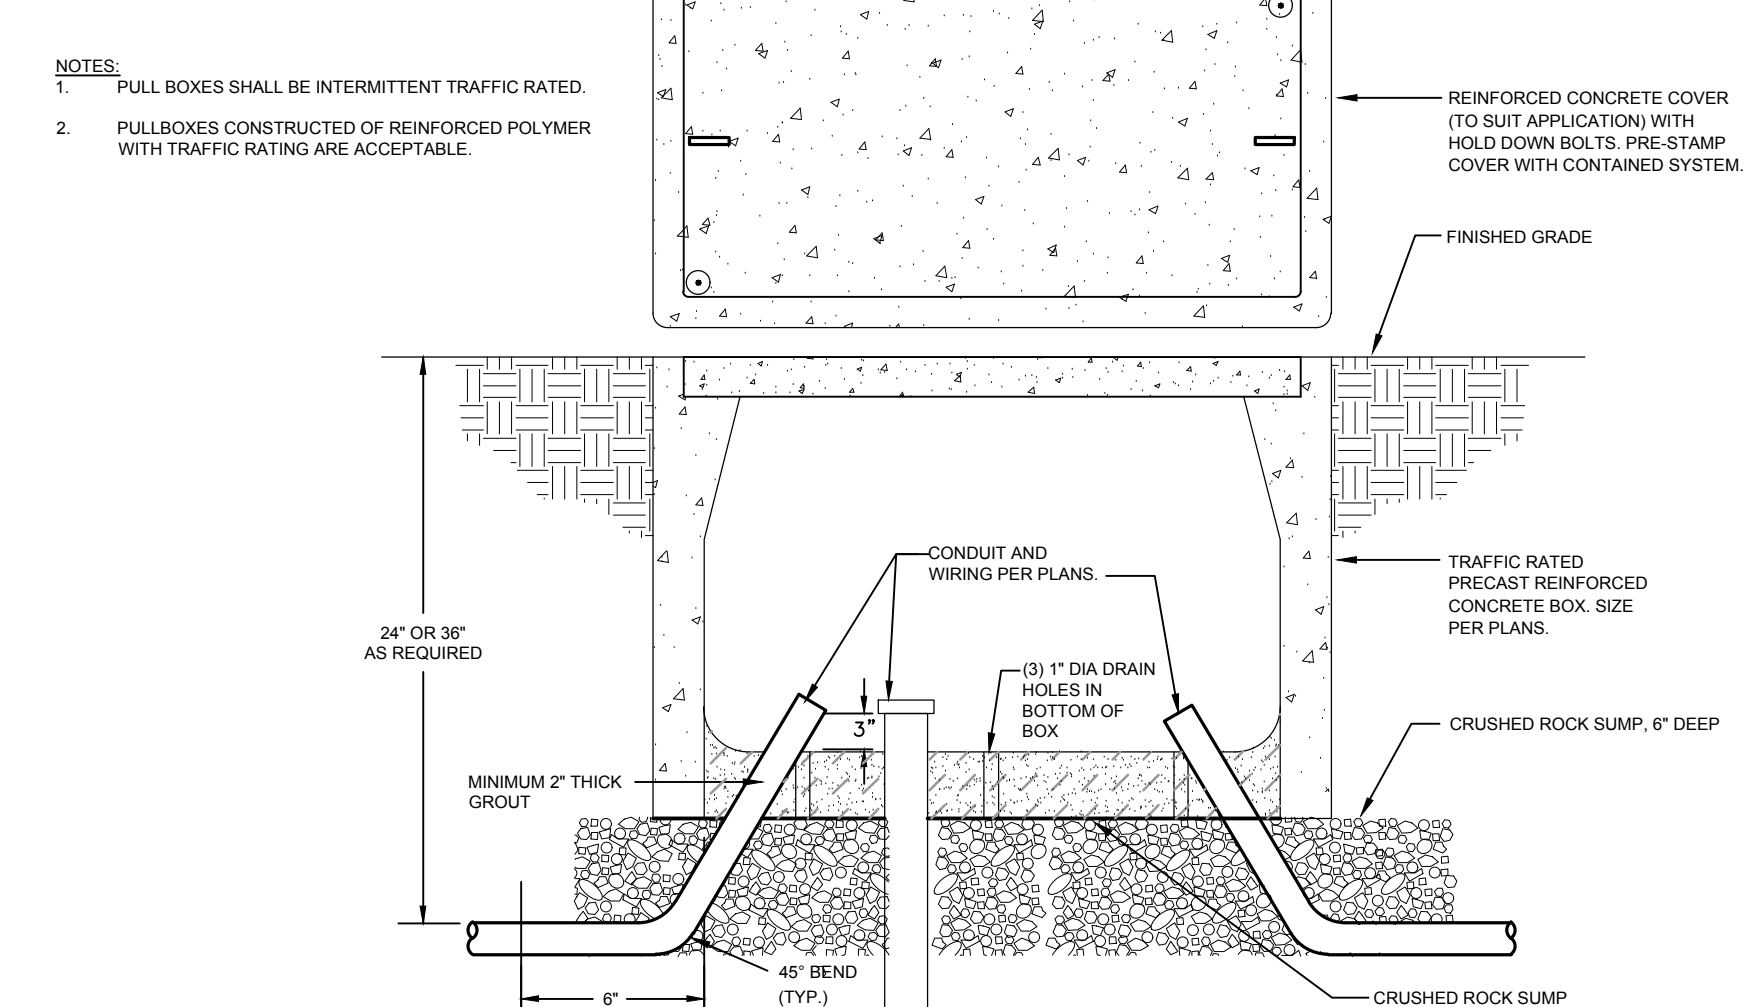 NOTES:
1. PULL BOXES SHALL BE INTERMITTENT TRAFFIC RATED.
2. PULLBOXES CONSTRUCTED OF REINFORCED POLYMER
WITH TRAFFIC RATING ARE ACCEPTABLE.
REINFORCED CONCRETE COVER
(TO SUIT APPLICATION) WITH
HOLD DOWN BOLTS. PRE-STAMP
COVER WITH CONTAINED SYSTEM.
FINISHED GRADE
CONDUIT AND
WIRING PER PLANS.
TRAFFIC RATED
PRECAST REINFORCED
CONCRETE BOX. SIZE
PER PLANS.
24" OR 36"
AS REQUIRED
(3) 1" DIA DRAIN
HOLES IN
BOTTOM OF
BOX
3"
CRUSHED ROCK SUMP, 6" DEEP
MINIMUM 2" THICK
GROUT
45° BEND
(TYP.)
6"
CRUSHED ROCK SUMP